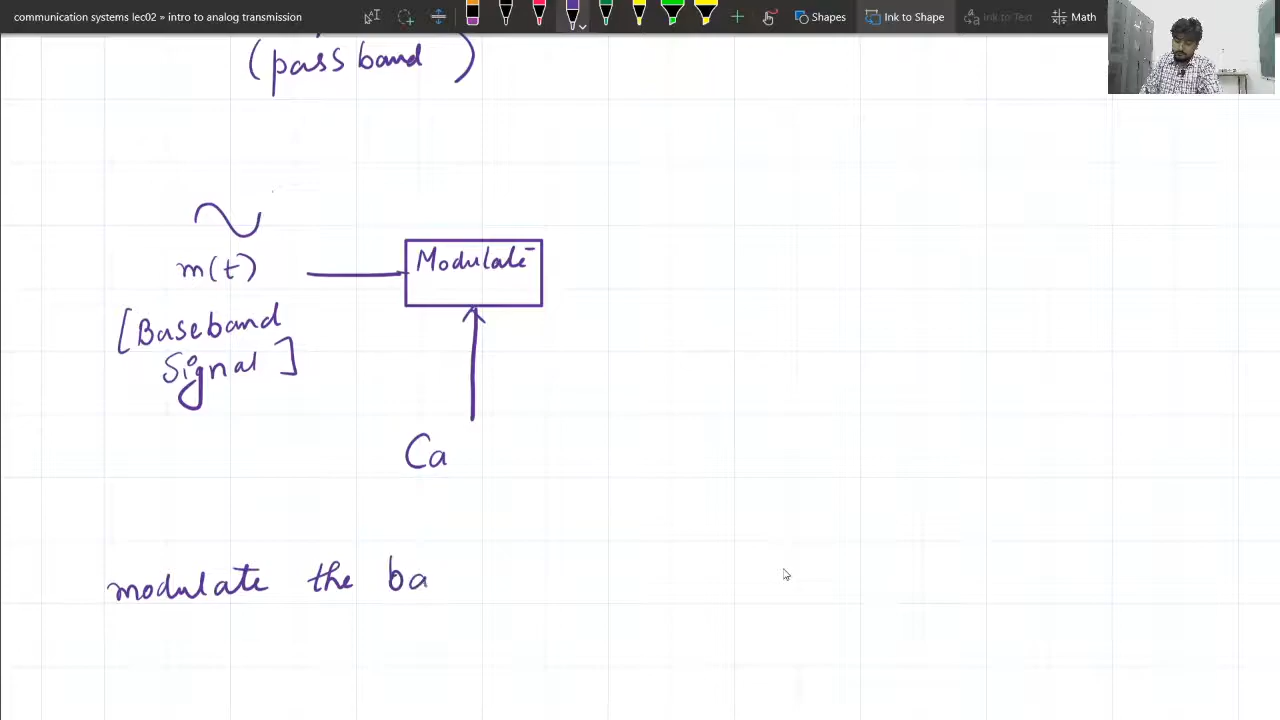 communication systems lec02 » intro to analog transmission
Shapes
Ink to Shape
Ink to Text
Math
(pass band)
m(t)
Modulate
[Baseband
Signal]
Ca
modulate the ba